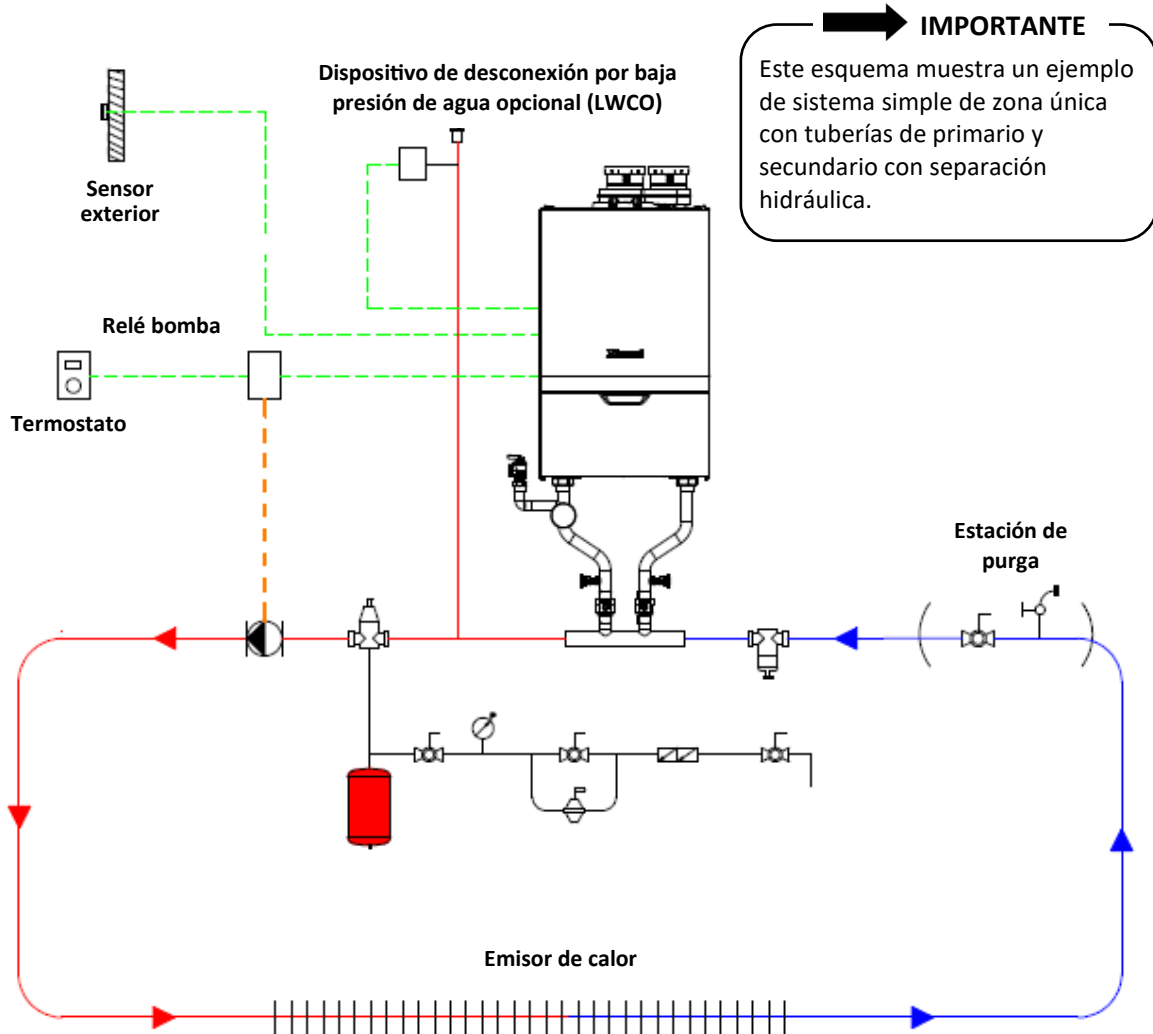 IMPORTANTE
Este esquema muestra un ejemplo
de sistema simple de zona única
con tuberías de primario y
secundario con separación
hidráulica.
Dispositivo de desconexión por baja
presión de agua opcional (LWCO)
Sensor
exterior
Relé bomba
Termostato
Estación de
purga
Emisor de calor